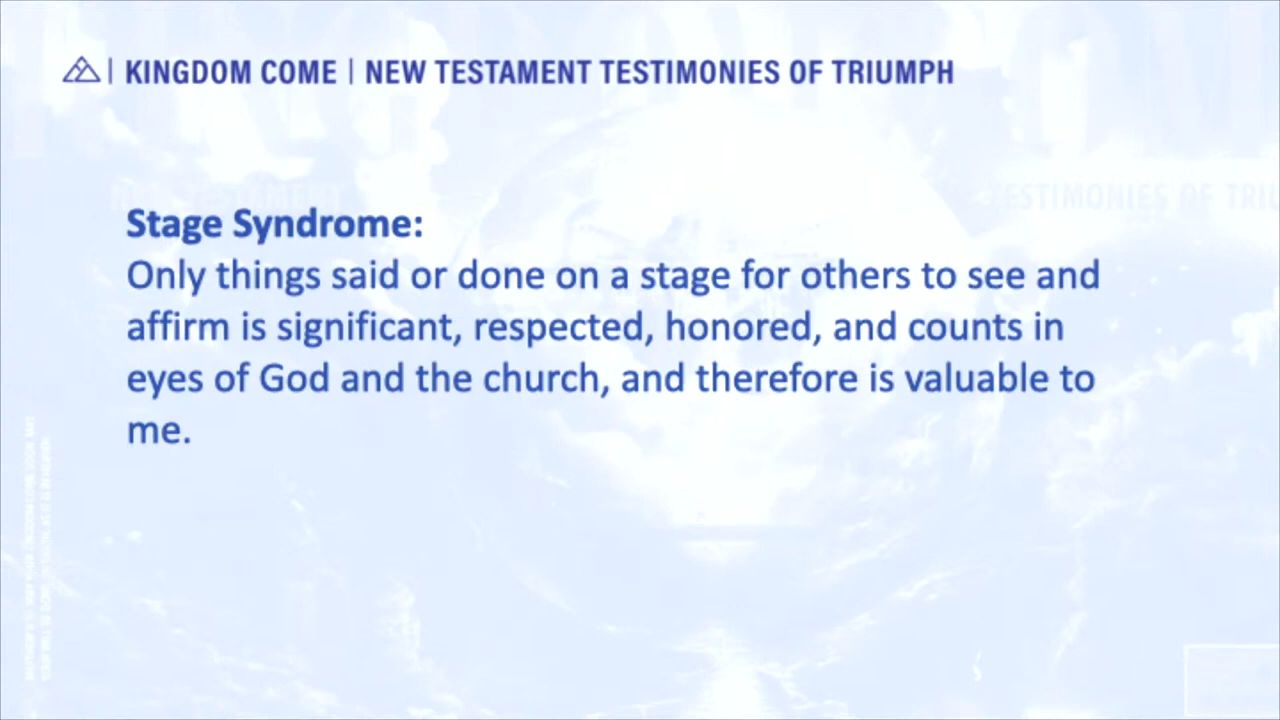 KINGDOM COME | NEW TESTAMENT TESTIMONIES OF TRIUMPH
TESTIMONIES OF
Stage Syndrome:
Only things said or done on a stage for others to see and
affirm is significant, respected, honored, and counts in
eyes of God and the church, and therefore is valuable to
me.